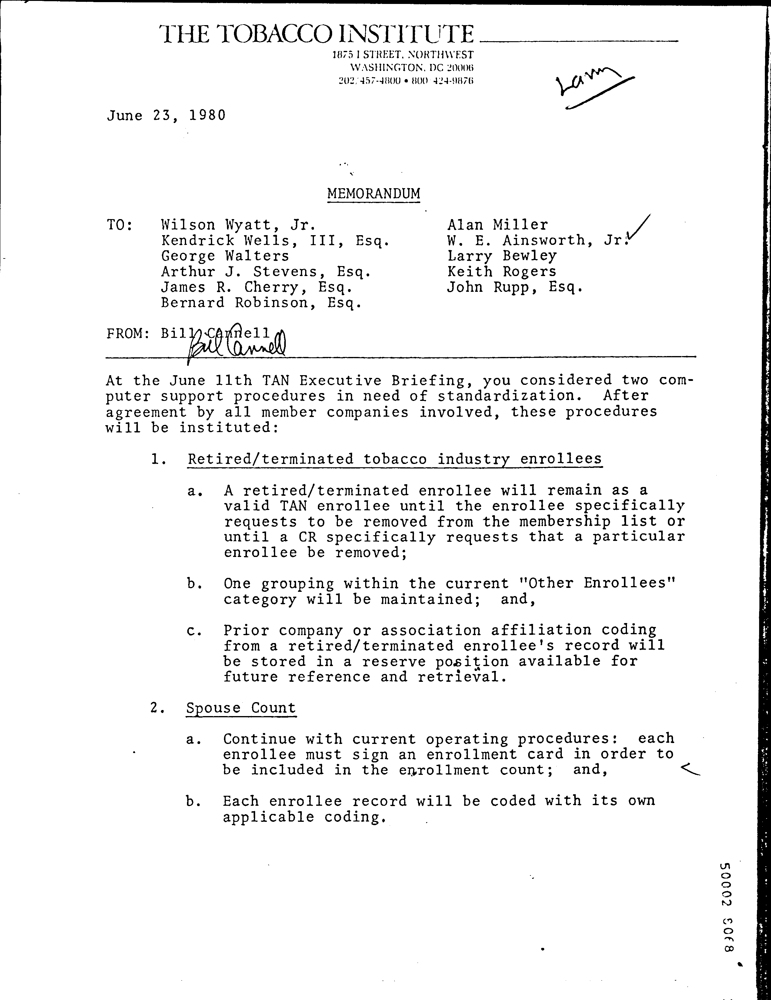 THE TOBACCO INSTITUTE
1875 I STREET, NORTHWEST
WASHINGTON, DC 20006
202/457-4800 • 800 424-9876
Larry
June 23, 1980
MEMORANDUM
TO: Wilson Wyatt, Jr. Alan Miller
Kendrick Wells, III, Esq. W. E. Ainsworth, Jr.
George Walters Larry Bewley
Arthur J. Stevens, Esq. Keith Rogers
James R. Cherry, Esq. John Rupp, Esq.
Bernard Robinson, Esq.
FROM: Bill Cannell
Bill Cannell
At the June 11th TAN Executive Briefing, you considered two com-
puter support procedures in need of standardization. After
agreement by all member companies involved, these procedures
will be instituted:
1. Retired/terminated tobacco industry enrollees
a. A retired/terminated enrollee will remain as a
valid TAN enrollee until the enrollee specifically
requests to be removed from the membership list or
until a CR specifically requests that a particular
enrollee be removed;
b. One grouping within the current "Other Enrollees"
category will be maintained; and,
c. Prior company or association affiliation coding
from a retired/terminated enrollee's record will
be stored in a reserve position available for
future reference and retrieval.
2. Spouse Count
a. Continue with current operating procedures: each
enrollee must sign an enrollment card in order to
be included in the enrollment count; and,
b. Each enrollee record will be coded with its own
applicable coding.
50002